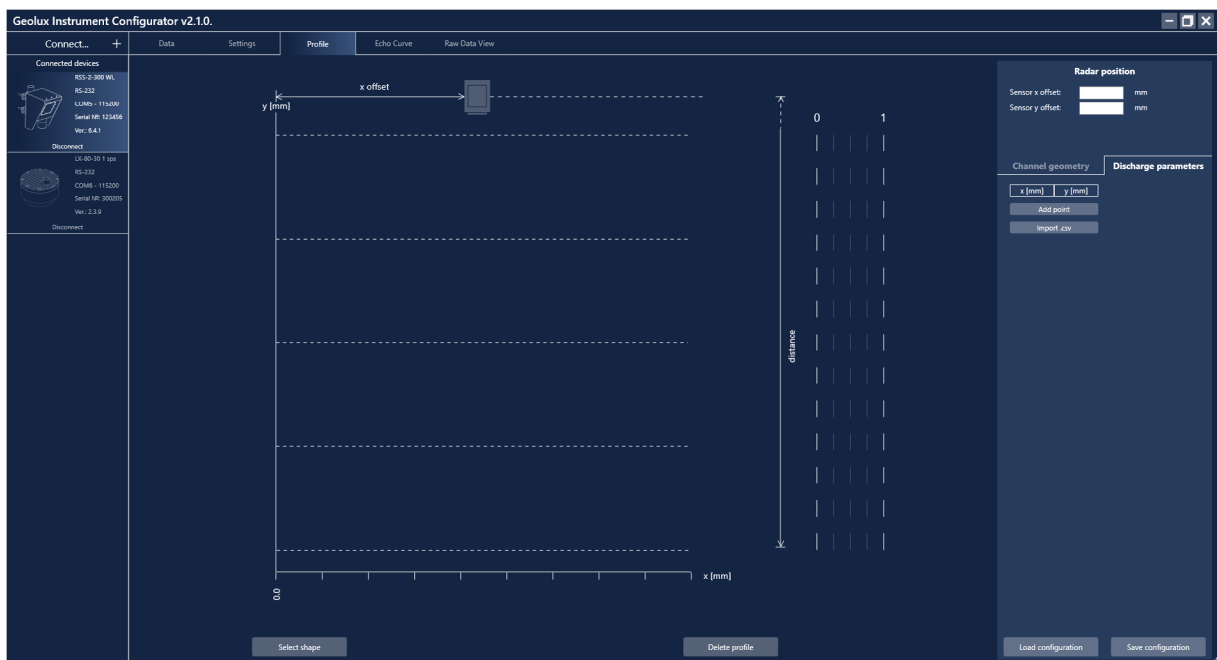 Geolux Instrument Configurator v2.1.0.
Connect... +
Data
Settings
Profile
Echo Curve
Raw Data View
Connected devices
RSS-2-300 WL
RS-232
COM5 - 115200
Serial №: 123456
Ver.: 6.4.1
Disconnect
LX-80-30 1 sps
RS-232
COM6 - 115200
Serial №: 300205
Ver.: 2.3.9
Disconnect
x offset
y [mm]
distance
0 1
0.0
x [mm]
Select shape
Delete profile
Radar position
Sensor x offset: mm
Sensor y offset: mm
Channel geometry
Discharge parameters
x [mm] y [mm]
Add point
Import .csv
Load configuration
Save configuration